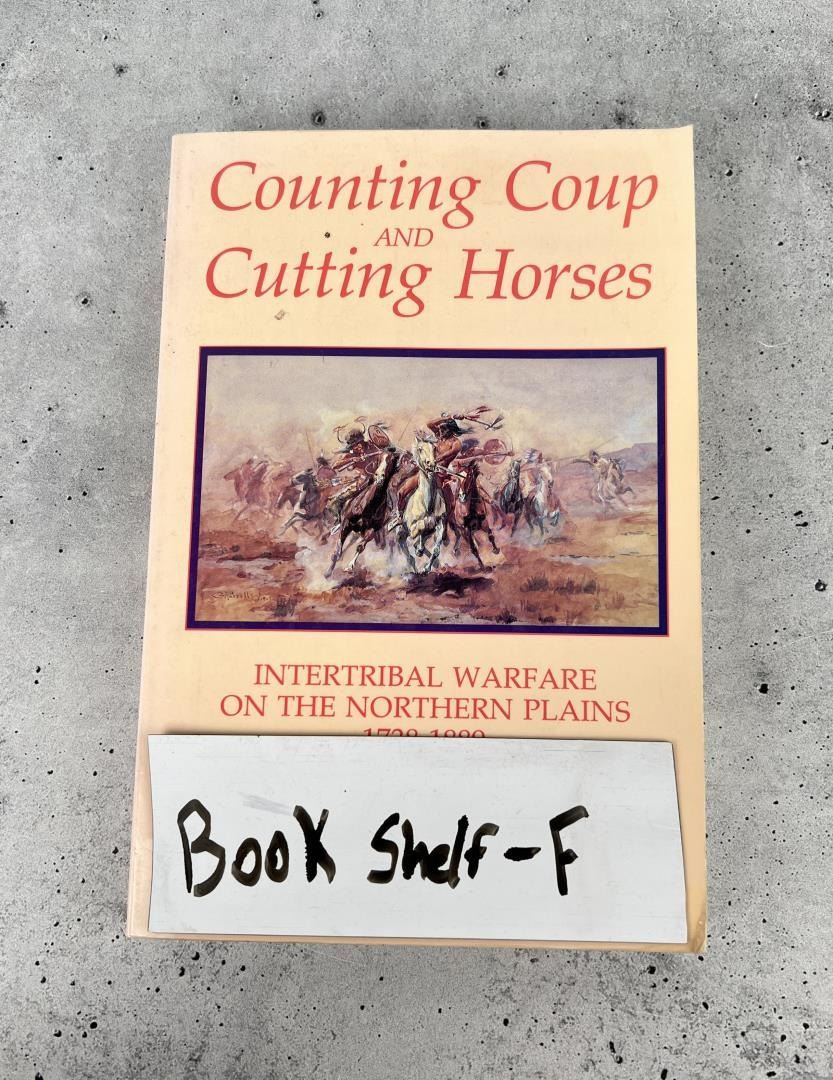 Counting Coup
AND
Cutting Horses
INTERTRIBAL WARFARE
ON THE NORTHERN PLAINS
BooK Shelf-F